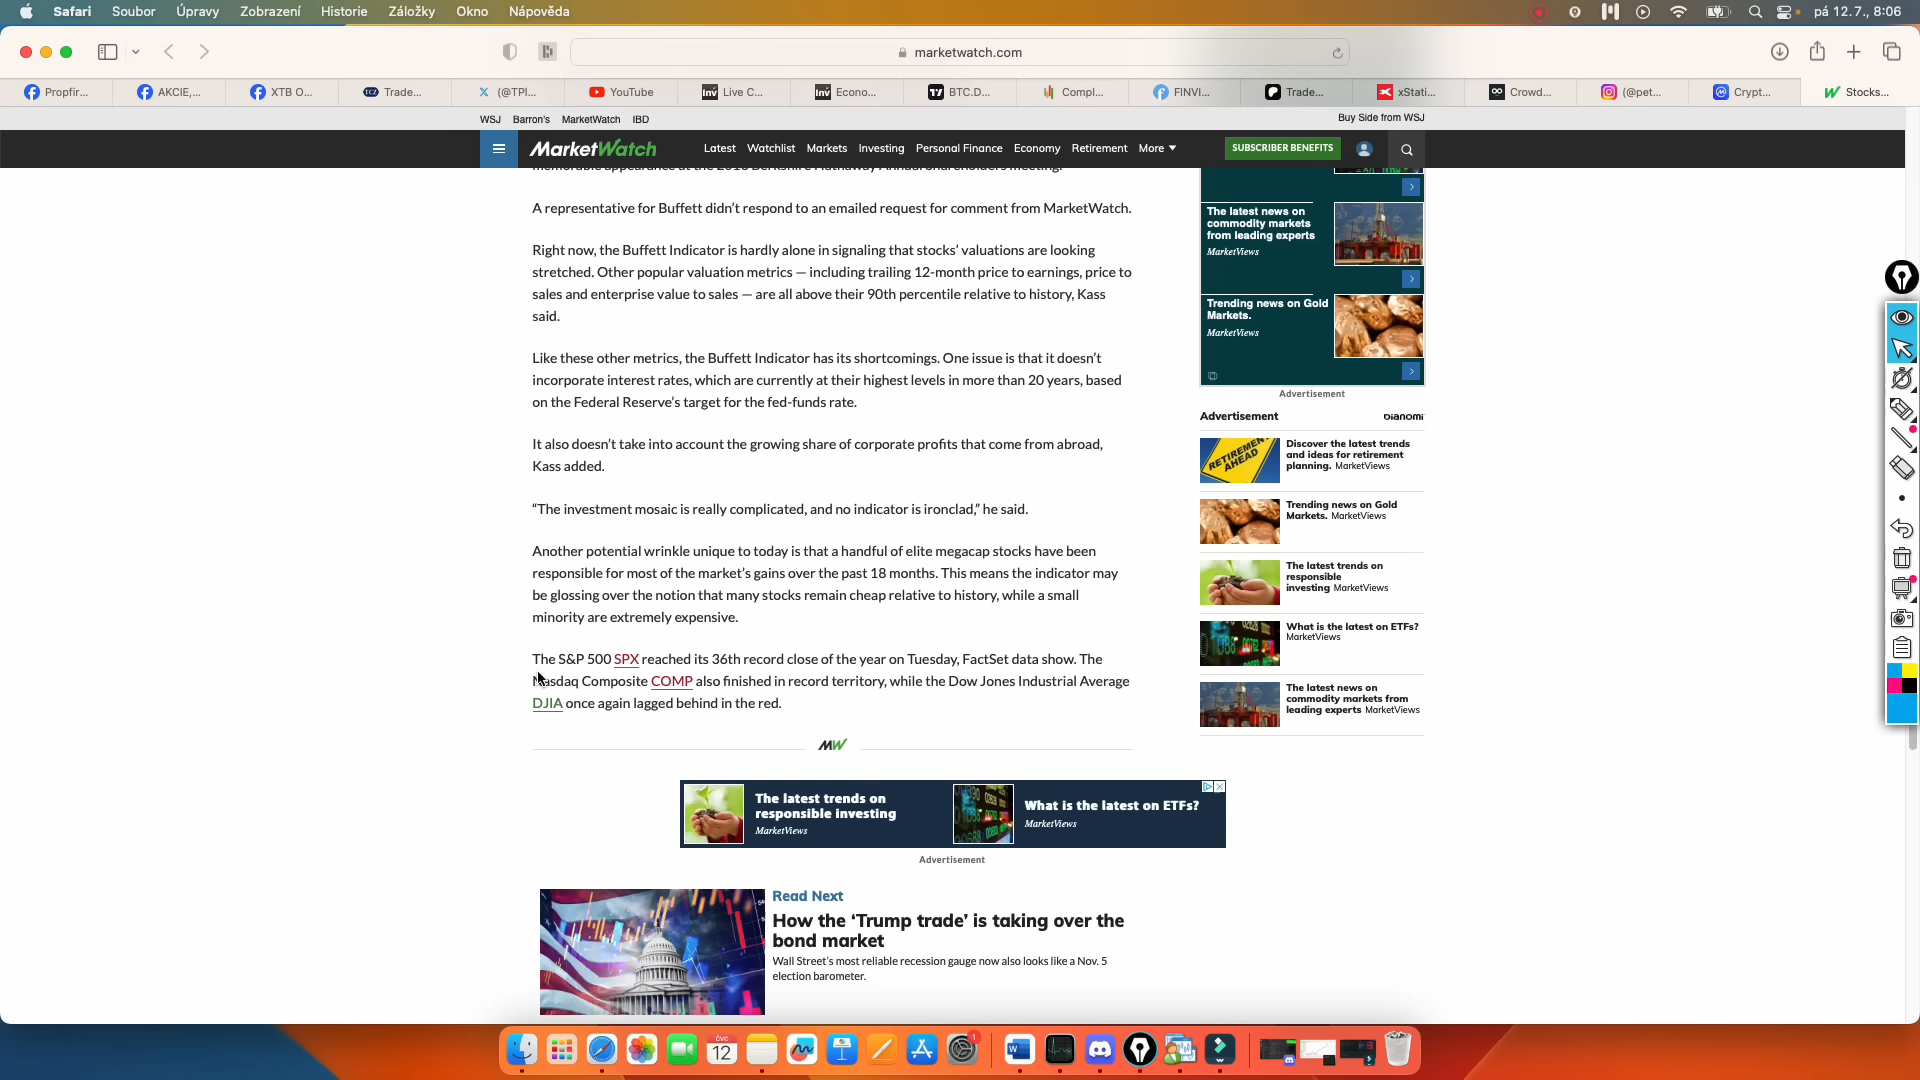 Safari Soubor Úpravy Zobrazení Historie Záložky Okno Nápověda pá 12.7., 8:06
marketwatch.com
Propfir... AKCIE,... XTB O... Trade... (@TPI... YouTube Live C... Econo... BTC.D... Compl... FINVI... Trade... xStati... Crowd... (@pet... Crypt... Stocks...
WSJ Barron's MarketWatch IBD Buy Side from WSJ
MarketWatch Latest Watchlist Markets Investing Personal Finance Economy Retirement More SUBSCRIBER BENEFITS
A representative for Buffett didn’t respond to an emailed request for comment from MarketWatch.
Right now, the Buffett Indicator is hardly alone in signaling that stocks’ valuations are looking
stretched. Other popular valuation metrics — including trailing 12-month price to earnings, price to
sales and enterprise value to sales — are all above their 90th percentile relative to history, Kass
said.
Like these other metrics, the Buffett Indicator has its shortcomings. One issue is that it doesn’t
incorporate interest rates, which are currently at their highest levels in more than 20 years, based
on the Federal Reserve’s target for the fed-funds rate.
It also doesn’t take into account the growing share of corporate profits that come from abroad,
Kass added.
“The investment mosaic is really complicated, and no indicator is ironclad,” he said.
Another potential wrinkle unique to today is that a handful of elite megacap stocks have been
responsible for most of the market’s gains over the past 18 months. This means the indicator may
be glossing over the notion that many stocks remain cheap relative to history, while a small
minority are extremely expensive.
The S&P 500 SPX reached its 36th record close of the year on Tuesday, FactSet data show. The
Nasdaq Composite COMP also finished in record territory, while the Dow Jones Industrial Average
DJIA once again lagged behind in the red.
MW
The latest news on
commodity markets
from leading experts
MarketViews
Trending news on Gold
Markets.
MarketViews
Advertisement
Advertisement
Discover the latest trends
and ideas for retirement
planning. MarketViews
RETIREMENT
AHEAD
Trending news on Gold
Markets. MarketViews
The latest trends on
responsible
investing MarketViews
What is the latest on ETFs?
MarketViews
The latest news on
commodity markets from
leading experts MarketViews
The latest trends on
responsible investing
MarketViews
What is the latest on ETFs?
MarketViews
Advertisement
Read Next
How the ‘Trump trade’ is taking over the
bond market
Wall Street’s most reliable recession gauge now also looks like a Nov. 5
election barometer.
ČVC
12
1